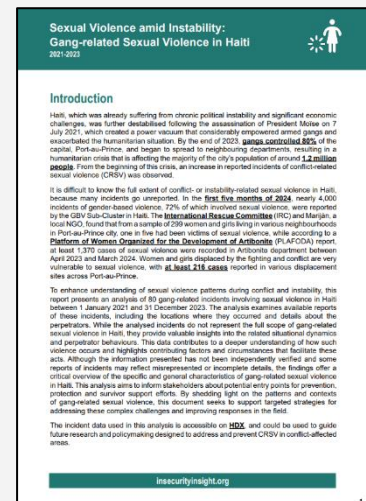 Sexual Violence amid Instability:
Gang-related Sexual Violence in Haiti
2021-2023
Introduction
Haiti, which was already suffering from chronic political instability and significant economic
challenges, was further destabilised following the assassination of President Moïse on 7
July 2021, which created a power vacuum that considerably empowered armed gangs and
exacerbated the humanitarian situation. By the end of 2023, gangs controlled 80% of the
capital, Port-au-Prince, and began to spread to neighbouring departments, resulting in a
humanitarian crisis that is affecting the majority of the city's population of around 1.2 million
people. From the beginning of this crisis, an increase in reported incidents of conflict-related
sexual violence (CRSV) was observed.
It is difficult to know the full extent of conflict- or instability-related sexual violence in Haiti,
because many incidents go unreported. In the first five months of 2024, nearly 4,000
incidents of gender-based violence, 72% of which involved sexual violence, were reported
by the GBV Sub-Cluster in Haiti. The International Rescue Committee (IRC) and Marijàn, a
local NGO, found that from a sample of 299 women and girls living in various neighbourhoods
in Port-au-Prince city, one in five had been victims of sexual violence, while according to a
Platform of Women Organized for the Development of Artibonite (PLAFODA) report,
at least 1,370 cases of sexual violence were recorded in Artibonite department between
April 2023 and March 2024. Women and girls displaced by the fighting and conflict are very
vulnerable to sexual violence, with at least 216 cases reported in various displacement
sites across Port-au-Prince.
To enhance understanding of sexual violence patterns during conflict and instability, this
report presents an analysis of 80 gang-related incidents involving sexual violence in Haiti
between 1 January 2021 and 31 December 2023. The analysis examines available reports
of these incidents, including the locations where they occurred and details about the
perpetrators. While the analysed incidents do not represent the full scope of gang-related
sexual violence in Haiti, they provide valuable insights into the related situational dynamics
and perpetrator behaviours. This data contributes to a deeper understanding of how such
violence occurs and highlights contributing factors and circumstances that facilitate these
acts. Although the information presented has not been independently verified and some
reports of incidents may reflect misrepresented or incomplete details, the findings offer a
critical overview of the specific and general characteristics of gang-related sexual violence
in Haiti. This analysis aims to inform stakeholders about potential entry points for prevention,
protection and survivor support efforts. By shedding light on the patterns and contexts
of gang-related sexual violence, this document seeks to support targeted strategies for
addressing these complex challenges and improving responses in the field.
The incident data used in this analysis is accessible on HDX, and could be used to guide
future research and policymaking designed to address and prevent CRSV in conflict-affected
areas.
insecurityinsight.org